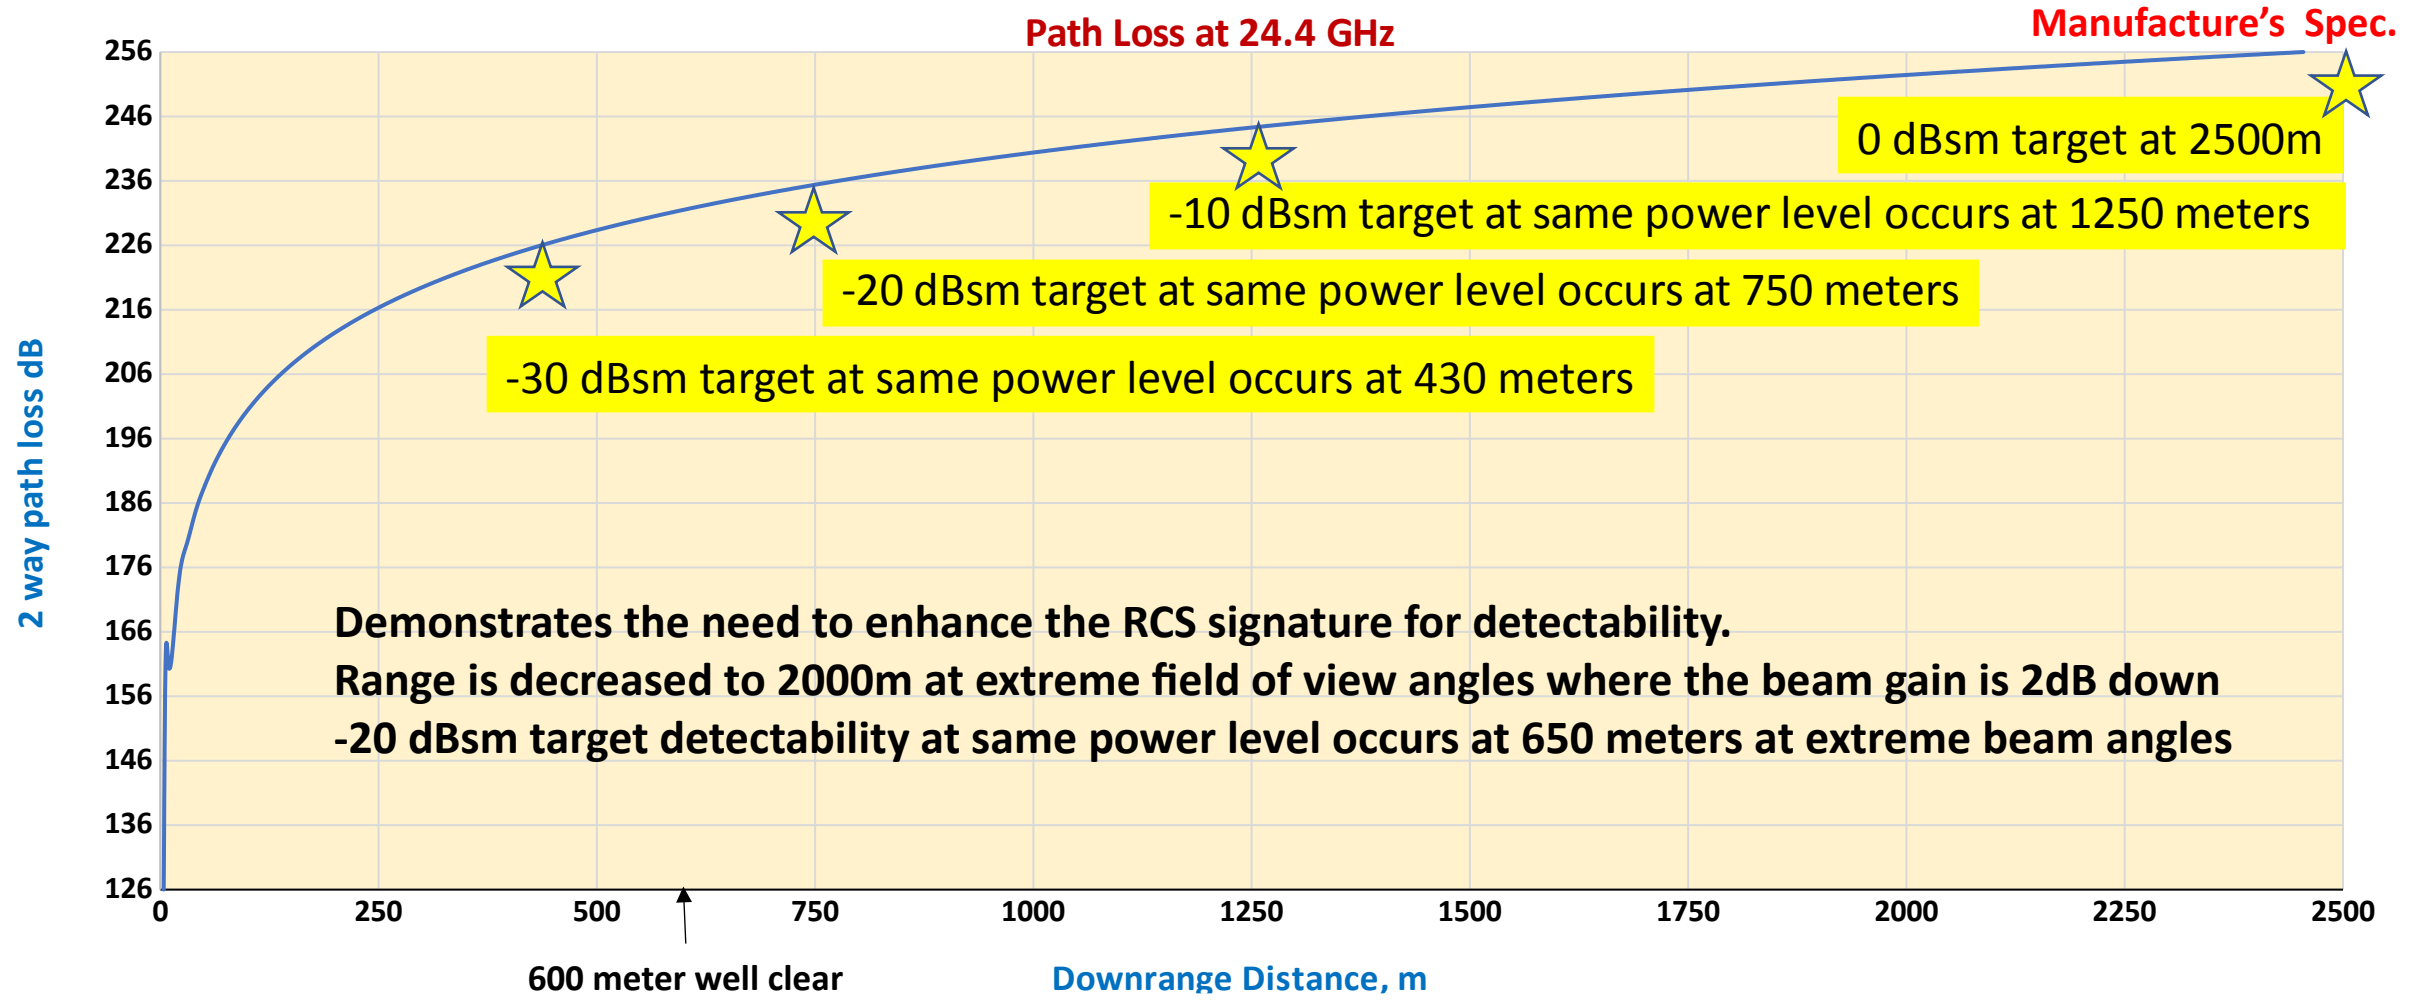 Path Loss at 24.4 GHz
Manufacture's Spec.
256
246
236
226
216
206
196
186
176
166
156
146
136
126
2 way path loss dB
0 dBsm target at 2500m
-10 dBsm target at same power level occurs at 1250 meters
-20 dBsm target at same power level occurs at 750 meters
-30 dBsm target at same power level occurs at 430 meters
Demonstrates the need to enhance the RCS signature for detectability.
Range is decreased to 2000m at extreme field of view angles where the beam gain is 2dB down
-20 dBsm target detectability at same power level occurs at 650 meters at extreme beam angles
0 250 500 750 1000 1250 1500 1750 2000 2250 2500
600 meter well clear
Downrange Distance, m